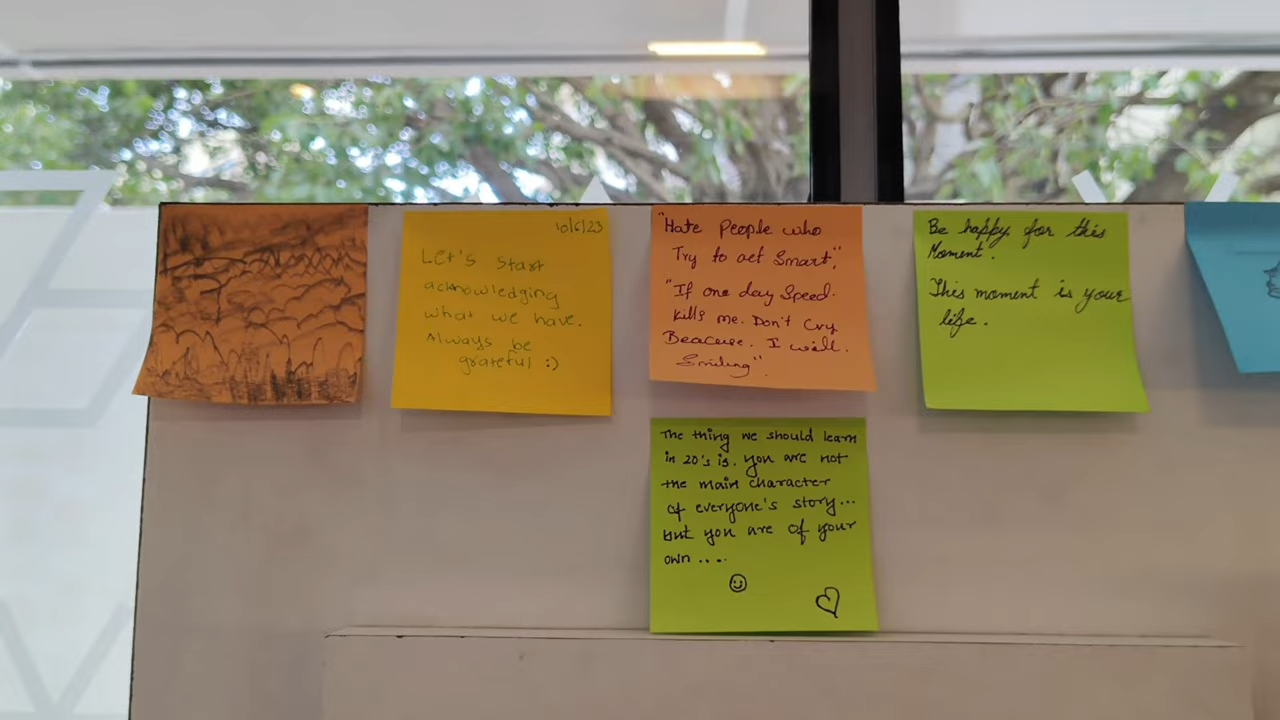 10/6/23
Let's start
acknowledging
what we have.
Always be
grateful :)
"Hate People who
Try to act Smart",
"If one day Speed.
kills me. Don't Cry
Beacuse. I will.
Smiling".
Be happy for this
Moment.
This moment is your
life.
The thing we should learn
in 20's is. you are not
the main character
of everyone's story...
but you are of your
own ....